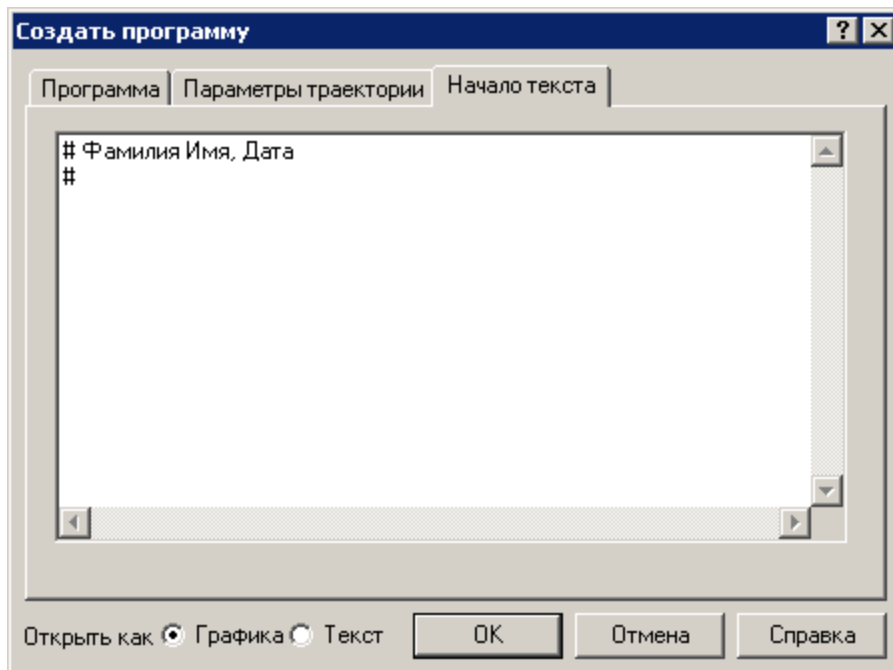 Создать программу
Программа Параметры траектории Начало текста
# Фамилия Имя, Дата
#
Открыть как Графика Текст OK Отмена Справка